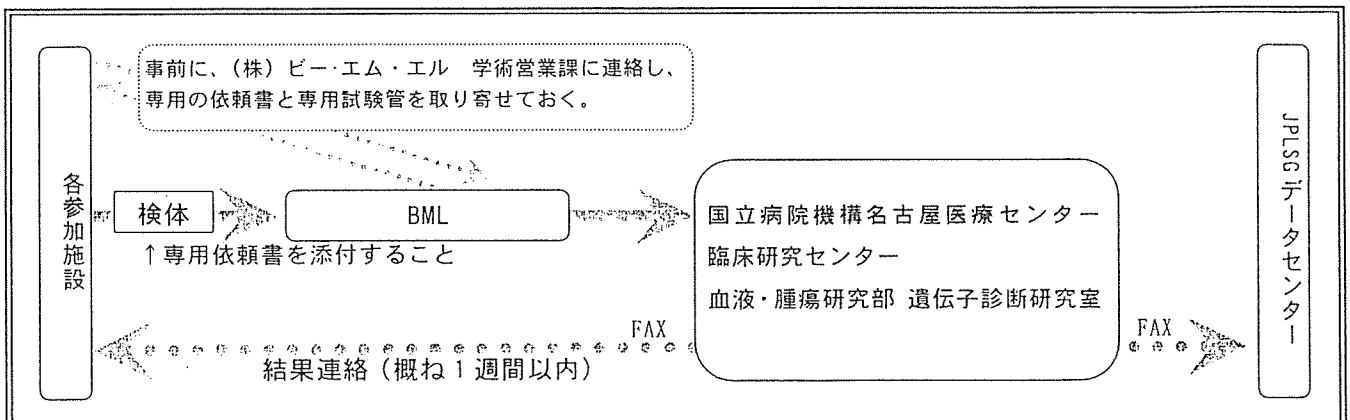 事前に、(株)ビー・エム・エル 学術営業課に連絡し、
専用の依頼書と専用試験管を取り寄せておく。
各参加施設
検体
BML
↑専用依頼書を添付すること
国立病院機構名古屋医療センター
臨床研究センター
血液・腫瘍研究部 遺伝子診断研究室
FAX
結果連絡(概ね1週間以内)
FAX
JPLSGデータセンター